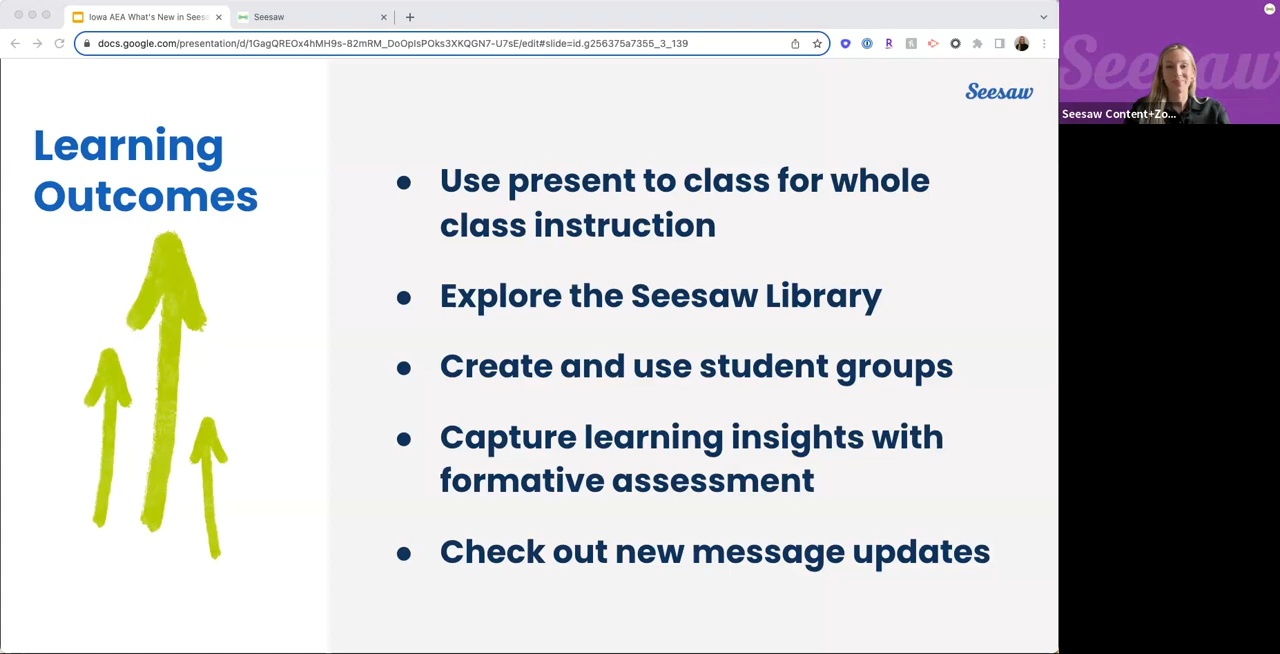 Iowa AEA What's New in Sees
Seesaw
docs.google.com/presentation/d/1GagQREOx4hMH9s-82mRM_DoOpIsPOks3XKQGN7-U7sE/edit#slide=id.g256375a7355_3_139
Seesaw
Seesaw
Seesaw Content+Zo...
Learning
Outcomes
● Use present to class for whole
class instruction
● Explore the Seesaw Library
● Create and use student groups
● Capture learning insights with
formative assessment
● Check out new message updates